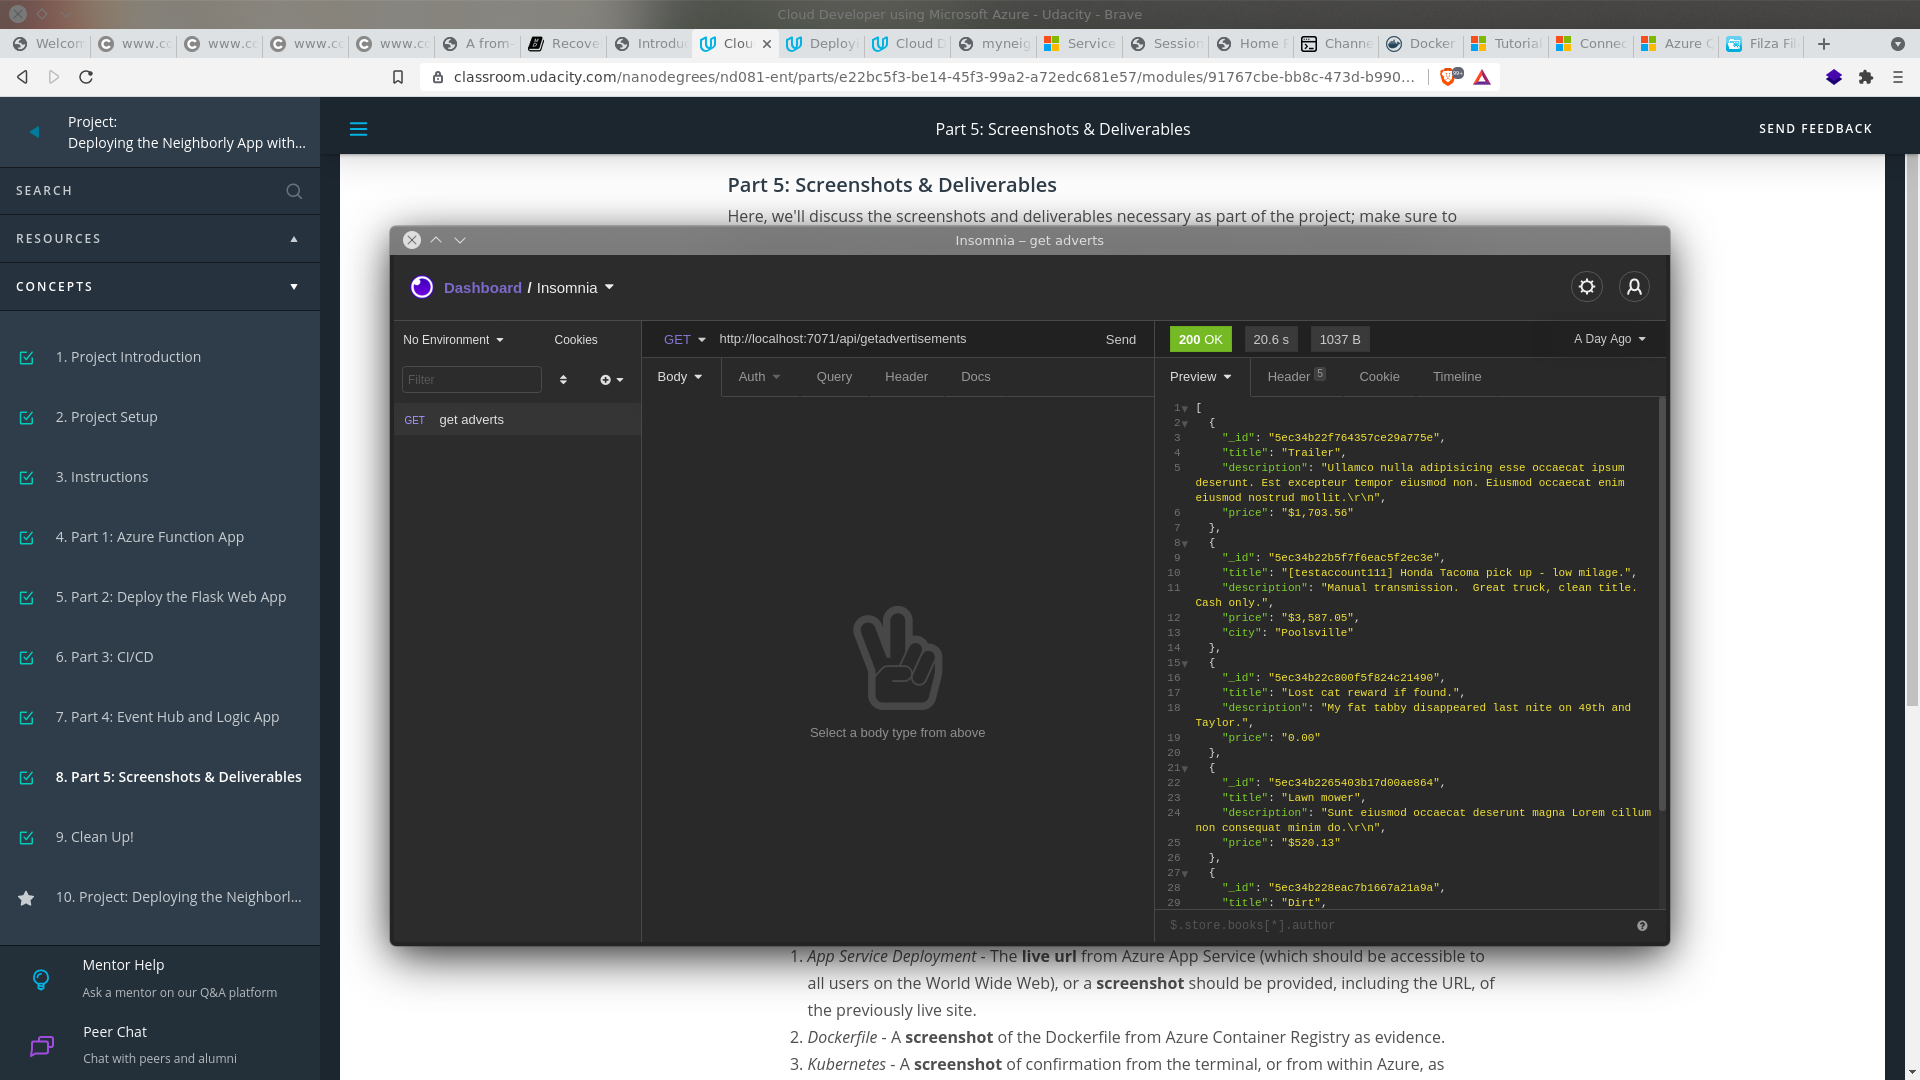 Cloud Developer using Microsoft Azure - Udacity - Brave
Welcom www.co www.co www.co www.co A from- Recove Introdu Clou Deploy Cloud D myneig Service Session Home Channe Docker Tutorial Connec Azure C Filza Fi
classroom.udacity.com/nanodegrees/nd081-ent/parts/e22bc5f3-be14-45f3-99a2-a72edc681e57/modules/91767cbe-bb8c-473d-b990...
Project:
Deploying the Neighborly App with...
SEARCH
RESOURCES
CONCEPTS
1. Project Introduction
2. Project Setup
3. Instructions
4. Part 1: Azure Function App
5. Part 2: Deploy the Flask Web App
6. Part 3: CI/CD
7. Part 4: Event Hub and Logic App
8. Part 5: Screenshots & Deliverables
9. Clean Up!
10. Project: Deploying the Neighborl...
Mentor Help
Ask a mentor on our Q&A platform
Peer Chat
Chat with peers and alumni
Part 5: Screenshots & Deliverables
SEND FEEDBACK
Part 5: Screenshots & Deliverables
Here, we'll discuss the screenshots and deliverables necessary as part of the project; make sure to
Insomnia – get adverts
Dashboard / Insomnia
No Environment Cookies
Filter
GET get adverts
GET http://localhost:7071/api/getadvertisements Send
Body Auth Query Header Docs
Select a body type from above
200 OK 20.6 s 1037 B A Day Ago
Preview Header 5 Cookie Timeline
1 [
2 {
3 "_id": "5ec34b22f764357ce29a775e",
4 "title": "Trailer",
5 "description": "Ullamco nulla adipisicing esse occaecat ipsum
deserunt. Est excepteur tempor eiusmod non. Eiusmod occaecat enim
eiusmod nostrud mollit.\r\n",
6 "price": "$1,703.56"
7 },
8 {
9 "_id": "5ec34b22b5f7f6eac5f2ec3e",
10 "title": "[testaccount111] Honda Tacoma pick up - low milage.",
11 "description": "Manual transmission.  Great truck, clean title.
Cash only.",
12 "price": "$3,587.05",
13 "city": "Poolsville"
14 },
15 {
16 "_id": "5ec34b22c800f5f824c21490",
17 "title": "Lost cat reward if found.",
18 "description": "My fat tabby disappeared last nite on 49th and
Taylor.",
19 "price": "0.00"
20 },
21 {
22 "_id": "5ec34b2265403b17d00ae864",
23 "title": "Lawn mower",
24 "description": "Sunt eiusmod occaecat deserunt magna Lorem cillum
non consequat minim do.\r\n",
25 "price": "$520.13"
26 },
27 {
28 "_id": "5ec34b228eac7b1667a21a9a",
29 "title": "Dirt",
$.store.books[*].author
1. App Service Deployment - The live url from Azure App Service (which should be accessible to
all users on the World Wide Web), or a screenshot should be provided, including the URL, of
the previously live site.
2. Dockerfile - A screenshot of the Dockerfile from Azure Container Registry as evidence.
3. Kubernetes - A screenshot of confirmation from the terminal, or from within Azure, as